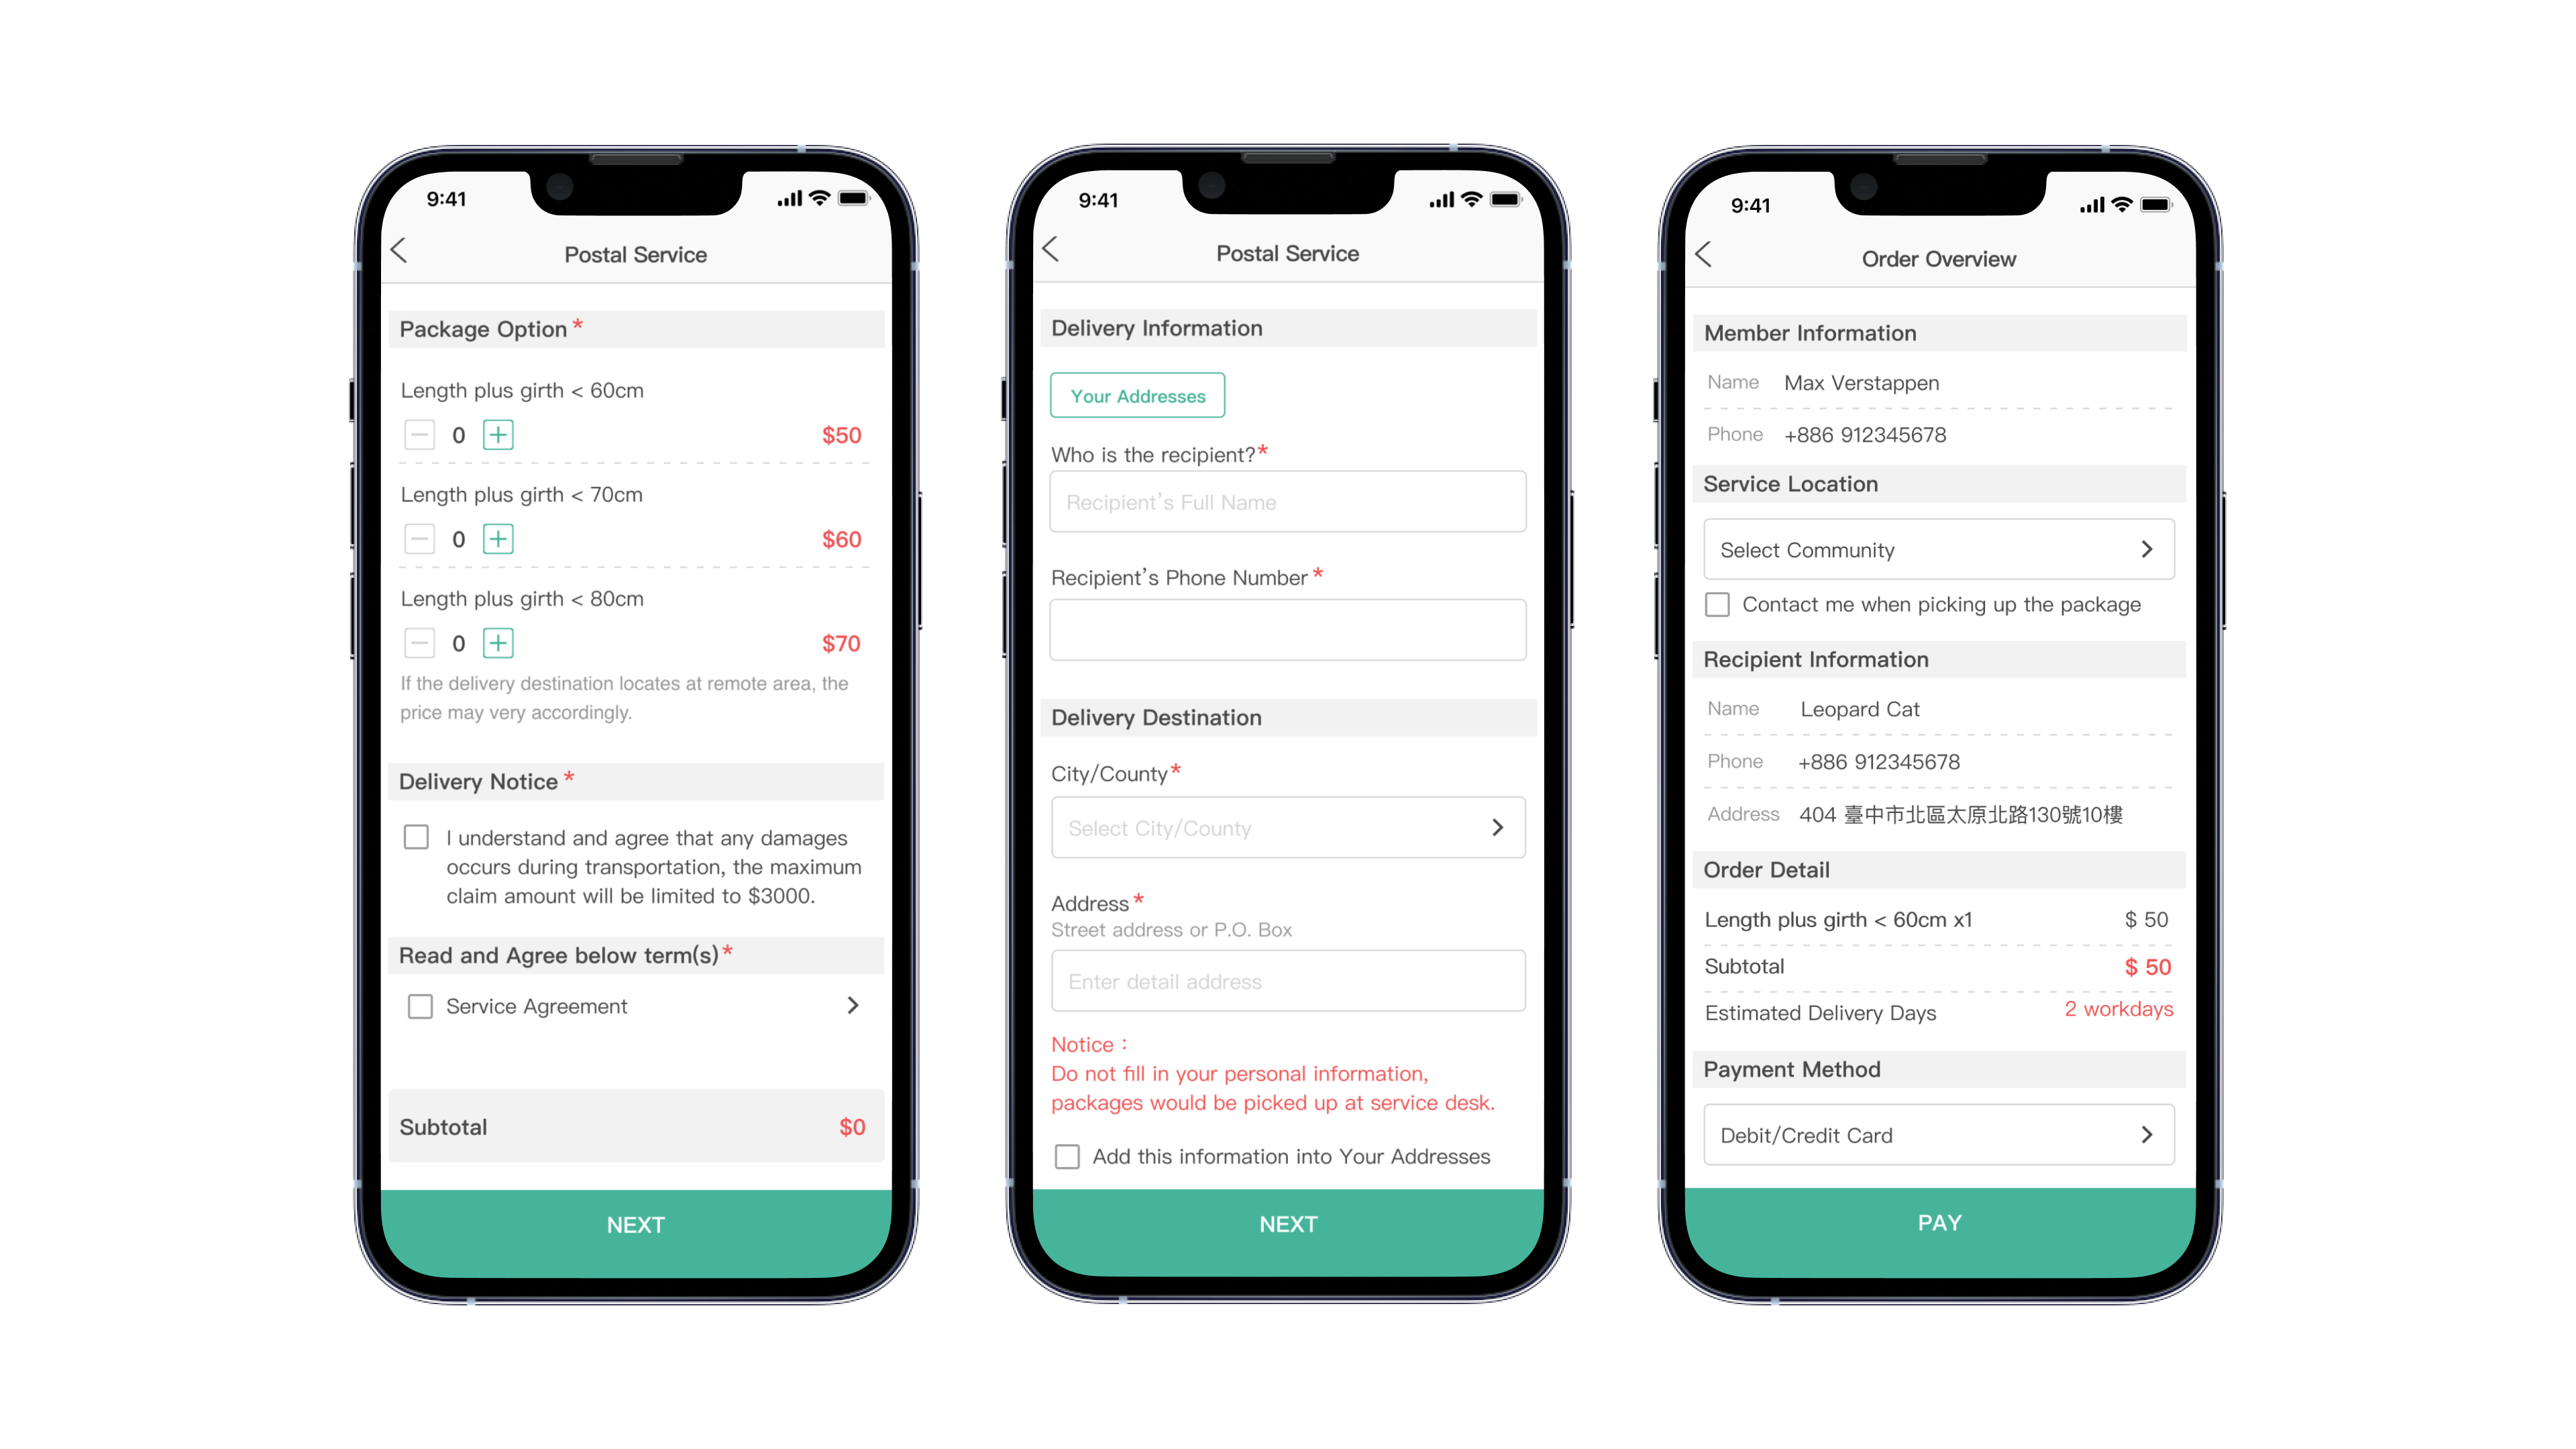 9:41
Postal Service
Package Option *
Length plus girth < 60cm
0
$50
Length plus girth < 70cm
0
$60
Length plus girth < 80cm
0
$70
If the delivery destination locates at remote area, the
price may very accordingly.
Delivery Notice *
I understand and agree that any damages
occurs during transportation, the maximum
claim amount will be limited to $3000.
Read and Agree below term(s)*
Service Agreement
Subtotal
$0
NEXT
9:41
Postal Service
Delivery Information
Your Addresses
Who is the recipient?*
Recipient's Full Name
Recipient's Phone Number *
Delivery Destination
City/County*
Select City/County
Address*
Street address or P.O. Box
Enter detail address
Notice：
Do not fill in your personal information,
packages would be picked up at service desk.
Add this information into Your Addresses
NEXT
9:41
Order Overview
Member Information
Name Max Verstappen
Phone +886 912345678
Service Location
Select Community
Contact me when picking up the package
Recipient Information
Name Leopard Cat
Phone +886 912345678
Address 404 臺中市北區太原北路130號10樓
Order Detail
Length plus girth < 60cm x1 $ 50
Subtotal $ 50
Estimated Delivery Days 2 workdays
Payment Method
Debit/Credit Card
PAY